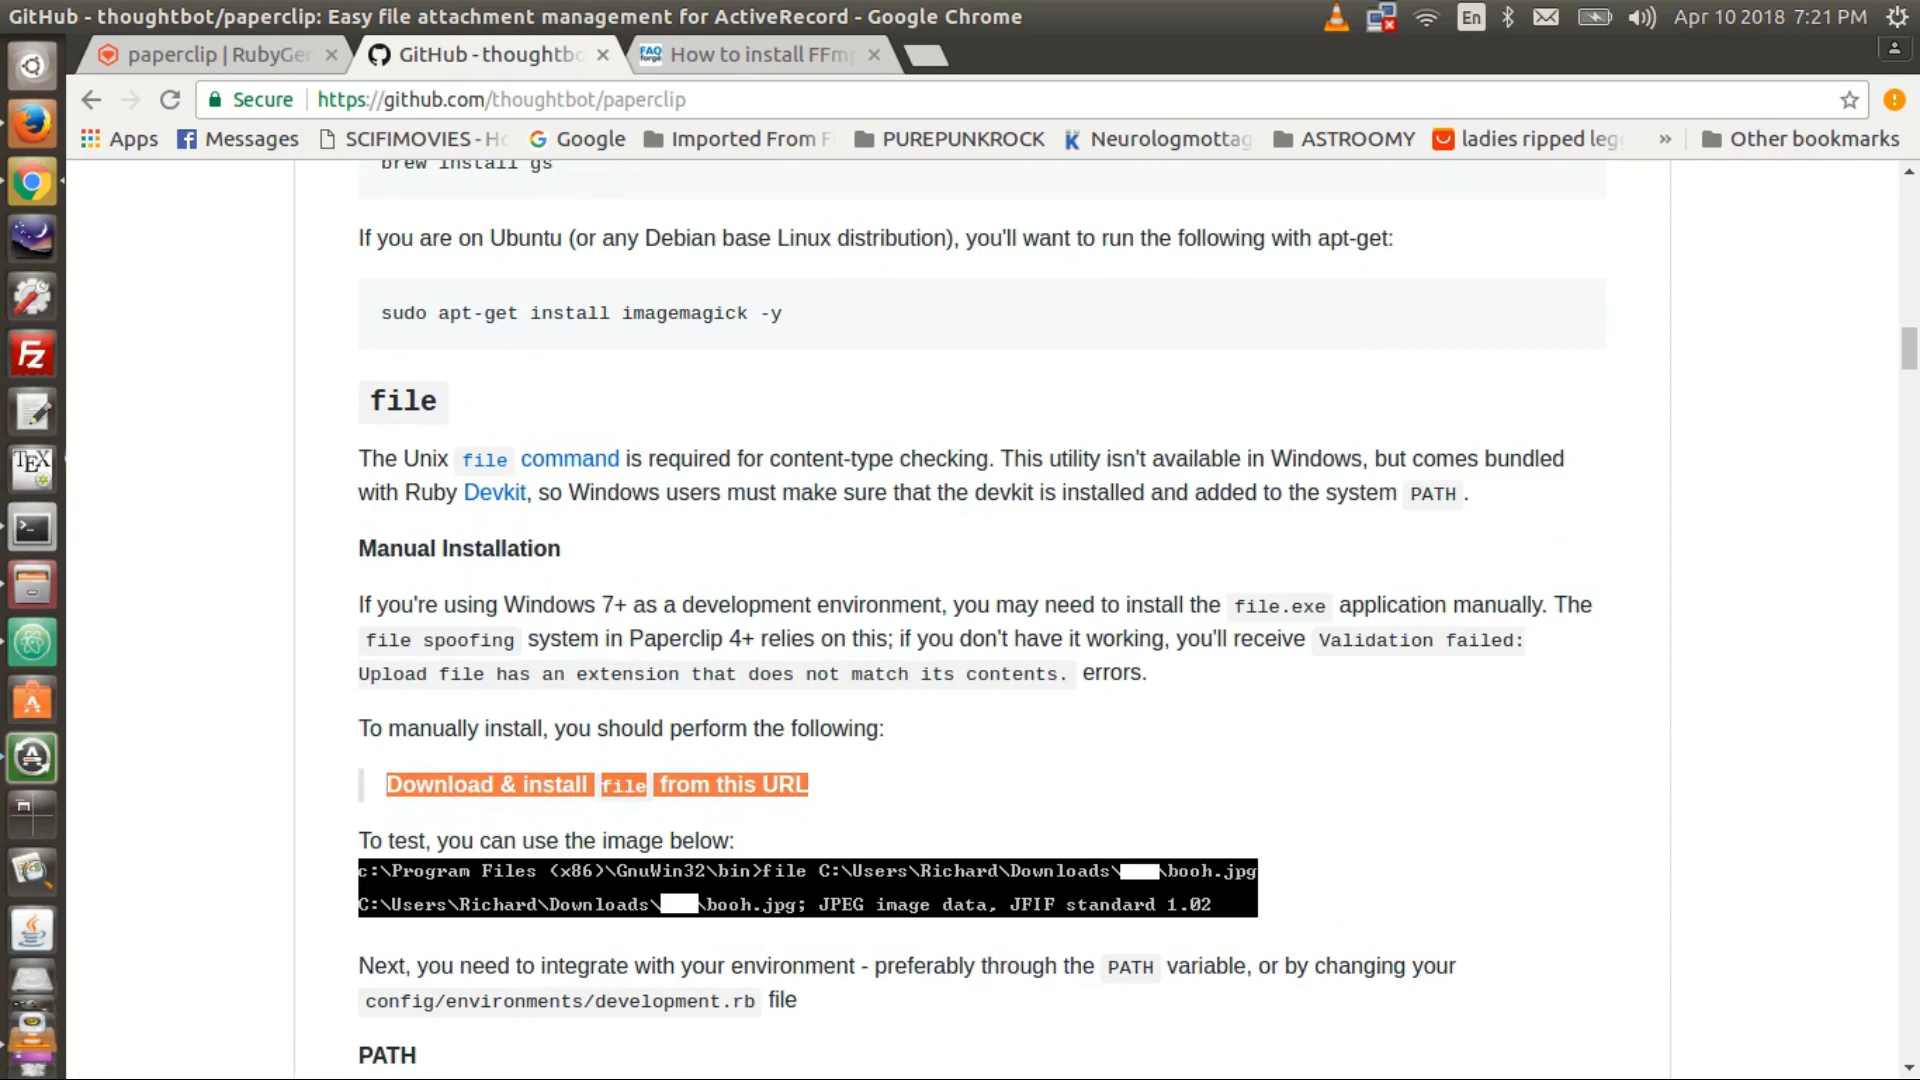 GitHub - thoughtbot/paperclip: Easy file attachment management for ActiveRecord - Google Chrome
En
Apr 10 2018 7:21 PM
paperclip | RubyGe
GitHub - thoughtb
FAQ forge
How to install FFm
Secure
https://github.com/thoughtbot/paperclip
Apps
Messages
SCIFIMOVIES - H
Google
Imported From F
PUREPUNKROCK
Neurologmottag
ASTROOMY
ladies ripped leg
»
Other bookmarks
brew install gs
If you are on Ubuntu (or any Debian base Linux distribution), you'll want to run the following with apt-get:
sudo apt-get install imagemagick -y
file
The Unix file command is required for content-type checking. This utility isn't available in Windows, but comes bundled
with Ruby Devkit, so Windows users must make sure that the devkit is installed and added to the system PATH.
Manual Installation
If you're using Windows 7+ as a development environment, you may need to install the file.exe application manually. The
file spoofing system in Paperclip 4+ relies on this; if you don't have it working, you'll receive Validation failed:
Upload file has an extension that does not match its contents. errors.
To manually install, you should perform the following:
Download & install file from this URL
To test, you can use the image below:
c:\Program Files (x86)\GnuWin32\bin>file C:\Users\Richard\Downloads\ \booh.jpg
C:\Users\Richard\Downloads\ \booh.jpg; JPEG image data, JFIF standard 1.02
Next, you need to integrate with your environment - preferably through the PATH variable, or by changing your
config/environments/development.rb file
PATH
Fz
TEX